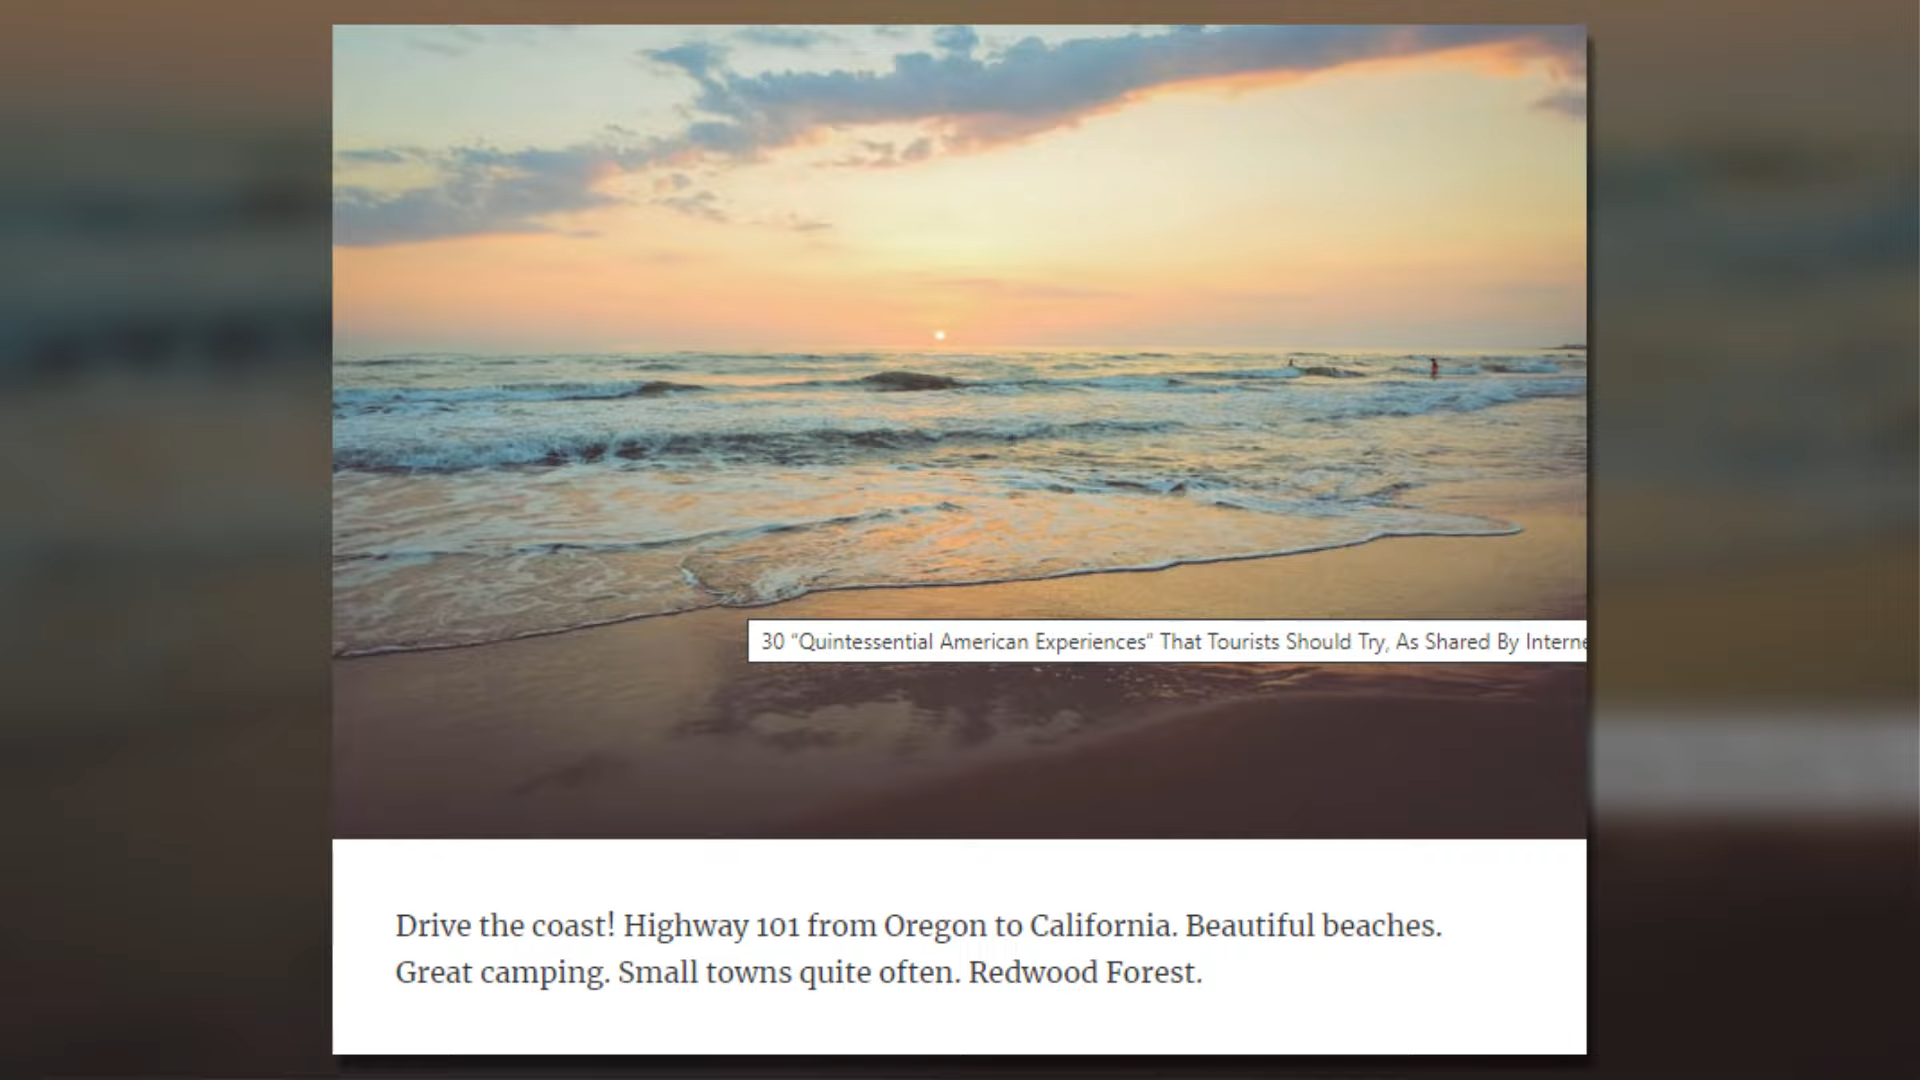 30 “Quintessential American Experiences” That Tourists Should Try, As Shared By
Drive the coast! Highway 101 from Oregon to California. Beautiful beaches.
Great camping. Small towns quite often. Redwood Forest.